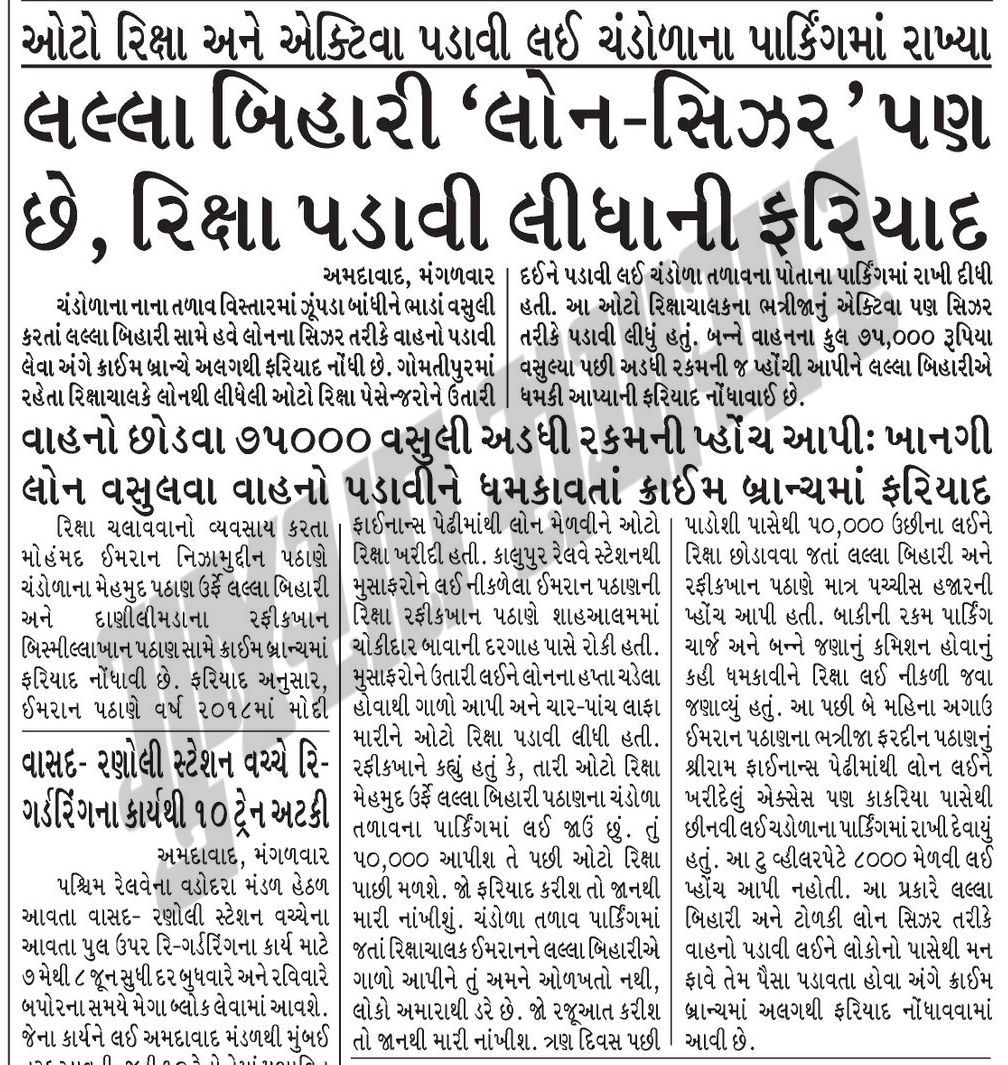 ઓટો રિક્ષા અને એક્ટિવા પડાવી લઈ ચંડોળાના પાર્કિંગમાં રાખ્યા
લલ્લા બિહારી ‘લોન-સિઝર’ પણ
છે, રિક્ષા પડાવી લીધાની ફરિયાદ
અમદાવાદ, મંગળવાર
ચંડોળાના નાના તળાવ વિસ્તારમાં ઝૂંપડા બાંધીને ભાડાં વસુલી
કરતાં લલ્લા બિહારી સામે હવે લોનના સિઝર તરીકે વાહનો પડાવી
લેવા અંગે ક્રાઈમ બ્રાન્ચે અલગથી ફરિયાદ નોંધી છે. ગોમતીપુરમાં
રહેતા રિક્ષાચાલકે લોનથી લીધેલી ઓટો રિક્ષા પેસેન્જરોને ઉતારી
દઈને પડાવી લઈ ચંડોળા તળાવના પોતાના પાર્કિંગમાં રાખી દીધી
હતી. આ ઓટો રિક્ષાચાલકના ભત્રીજાનું એક્ટિવા પણ સિઝર
તરીકે પડાવી લીધું હતું. બન્ને વાહનના કુલ ૭૫,૦૦૦ રૂપિયા
વસુલ્યા પછી અડધી રકમની જ પ્હોંચી આપીને લલ્લા બિહારીએ
ધમકી આપ્યાની ફરિયાદ નોંધાવાઈ છે.
વાહનો છોડવા ૭૫૦૦૦ વસુલી અડધી રકમની પ્હોંચ આપી: ખાનગી
લોન વસુલવા વાહનો પડાવીને ધમકાવતાં ક્રાઈમ બ્રાન્ચમાં ફરિયાદ
રિક્ષા ચલાવવાનો વ્યવસાય કરતા
મોહંમદ ઈમરાન નિઝામુદ્દીન પઠાણે
ચંડોળાના મેહમુદ પઠાણ ઉર્ફે લલ્લા બિહારી
અને દાણીલીમડાના રફીકખાન
બિસ્મીલ્લાખાન પઠાણ સામે ક્રાઈમ બ્રાન્ચમાં
ફરિયાદ નોંધાવી છે. ફરિયાદ અનુસાર,
ઈમરાન પઠાણે વર્ષ ૨૦૧૮માં મોદી
ફાઈનાન્સ પેઢીમાંથી લોન મેળવીને ઓટો
રિક્ષા ખરીદી હતી. કાલુપુર રેલવે સ્ટેશનથી
મુસાફરોને લઈ નીકળેલા ઈમરાન પઠાણની
રિક્ષા રફીકખાન પઠાણે શાહઆલમમાં
ચોકીદાર બાવાની દરગાહ પાસે રોકી હતી.
મુસાફરોને ઉતારી લઈને લોનના હપ્તા ચડેલા
હોવાથી ગાળો આપી અને ચાર-પાંચ લાફા
મારીને ઓટો રિક્ષા પડાવી લીધી હતી.
રફીકખાને કહ્યું હતું કે, તારી ઓટો રિક્ષા
મેહમુદ ઉર્ફે લલ્લા બિહારી પઠાણના ચંડોળા
તળાવના પાર્કિંગમાં લઈ જાઉં છું. તું
૫૦,૦૦૦ આપીશ તે પછી ઓટો રિક્ષા
પાછી મળશે. જો ફરિયાદ કરીશ તો જાનથી
મારી નાંખીશું. ચંડોળા તળાવ પાર્કિંગમાં
જતાં રિક્ષાચાલક ઈમરાનને લલ્લા બિહારીએ
ગાળો આપીને તું અમને ઓળખતો નથી,
લોકો અમારાથી ડરે છે. જો રજૂઆત કરીશ
તો જાનથી મારી નાંખીશ. ત્રણ દિવસ પછી
પાડોશી પાસેથી ૫૦,૦૦૦ ઉછીના લઈને
રિક્ષા છોડાવવા જતાં લલ્લા બિહારી અને
રફીકખાન પઠાણે માત્ર પચ્ચીસ હજારની
પ્હોંચ આપી હતી. બાકીની રકમ પાર્કિંગ
ચાર્જ અને બન્ને જણાનું કમિશન હોવાનું
કહી ધમકાવીને રિક્ષા લઈ નીકળી જવા
જણાવ્યું હતું. આ પછી બે મહિના અગાઉ
ઈમરાન પઠાણના ભત્રીજા ફરદીન પઠાણનું
શ્રીરામ ફાઈનાન્સ પેઢીમાંથી લોન લઈને
ખરીદેલું એક્સેસ પણ કાકરિયા પાસેથી
છીનવી લઈ ચડોળાના પાર્કિંગમાં રાખી દેવાયું
હતું. આ ટુ વ્હીલરપેટે ૮૦૦૦ મેળવી લઈ
પ્હોંચ આપી નહોતી. આ પ્રકારે લલ્લા
બિહારી અને ટોળકી લોન સિઝર તરીકે
વાહનો પડાવી લઈને લોકોનો પાસેથી મન
ફાવે તેમ પૈસા પડાવતા હોવા અંગે ક્રાઈમ
બ્રાન્ચમાં અલગથી ફરિયાદ નોંધાવવામાં
આવી છે.
વાસદ- રણોલી સ્ટેશન વચ્ચે રિ-
ગર્ડરિંગના કાર્યથી ૧૦ ટ્રેન અટકી
અમદાવાદ, મંગળવાર
પશ્ચિમ રેલવેના વડોદરા મંડળ હેઠળ
આવતા વાસદ- રણોલી સ્ટેશન વચ્ચેના
આવતા પુલ ઉપર રિ-ગર્ડરિંગના કાર્ય માટે
૭ મેથી ૮ જૂન સુધી દર બુધવારે અને રવિવારે
બપોરના સમયે મેગા બ્લોક લેવામાં આવશે.
જેના કાર્યને લઈ અમદાવાદ મંડળથી મુંબઈ